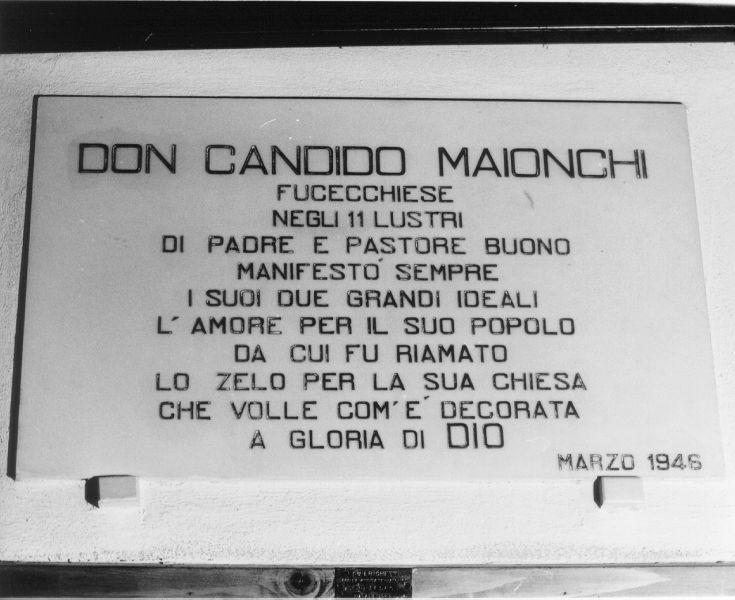 DON CANDIDO MAIONCHI
FUCECCHIESE
NEGLI 11 LUSTRI
DI PADRE E PASTORE BUONO
MANIFESTO´ SEMPRE
I SUOI DUE GRANDI IDEALI
L´ AMORE PER IL SUO POPOLO
DA CUI FU RIAMATO
LO ZELO PER LA SUA CHIESA
CHE VOLLE COM´E´ DECORATA
A GLORIA DI DIO
MARZO 1946